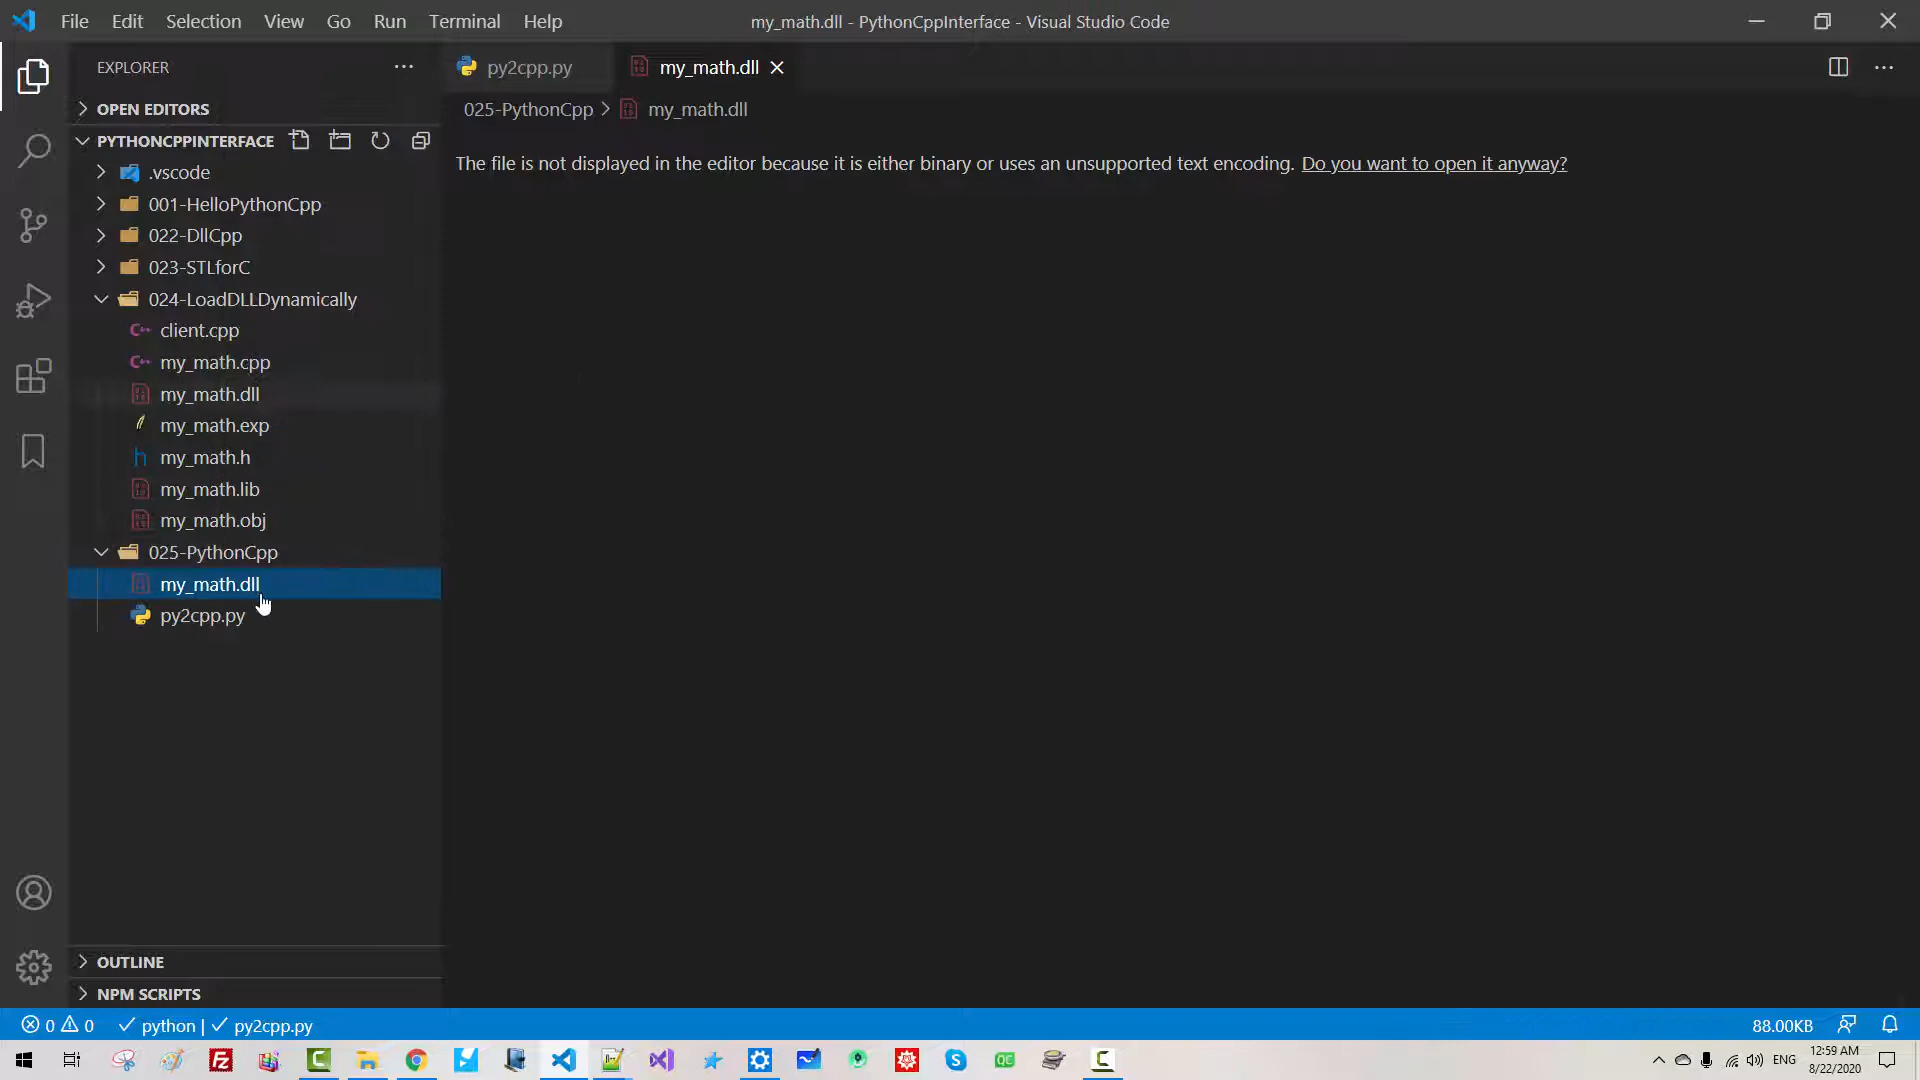 File Edit Selection View Go Run Terminal Help
my_math.dll - PythonCppInterface - Visual Studio Code
EXPLORER
OPEN EDITORS
PYTHONCPPINTERFACE
.vscode
001-HelloPythonCpp
022-DllCpp
023-STLforC
024-LoadDLLDynamically
client.cpp
my_math.cpp
my_math.dll
my_math.exp
my_math.h
my_math.lib
my_math.obj
025-PythonCpp
my_math.dll
py2cpp.py
OUTLINE
NPM SCRIPTS
py2cpp.py my_math.dll
025-PythonCpp > my_math.dll
The file is not displayed in the editor because it is either binary or uses an unsupported text encoding. Do you want to open it anyway?
0 0 python | py2cpp.py 88.00KB
ENG 12:59 AM
8/22/2020